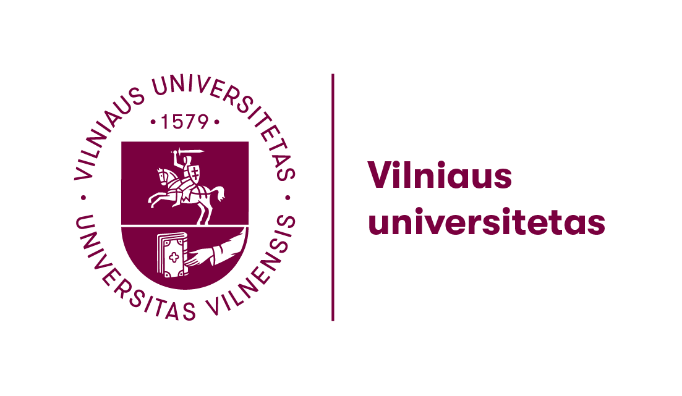 VILNIAUS UNIVERSITETAS
· 1579 ·
· UNIVERSITAS VILNENSIS ·
Vilniaus
universitetas